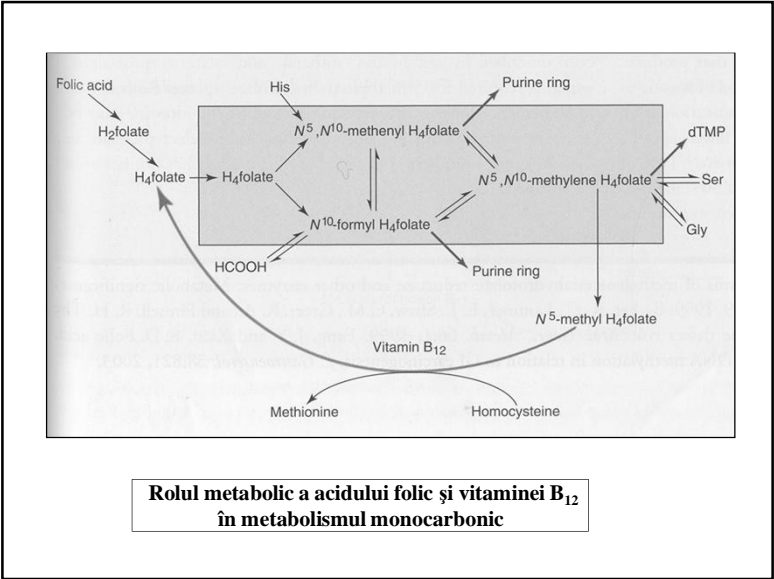 Folic acid
His
Purine ring
H₂folate
N⁵,N¹⁰-methenyl H₄folate
dTMP
H₄folate
H₄folate
N⁵,N¹⁰-methylene H₄folate
Ser
N¹⁰-formyl H₄folate
Gly
HCOOH
Purine ring
N⁵-methyl H₄folate
Vitamin B₁₂
Methionine
Homocysteine
Rolul metabolic a acidului folic şi vitaminei B₁₂
în metabolismul monocarbonic